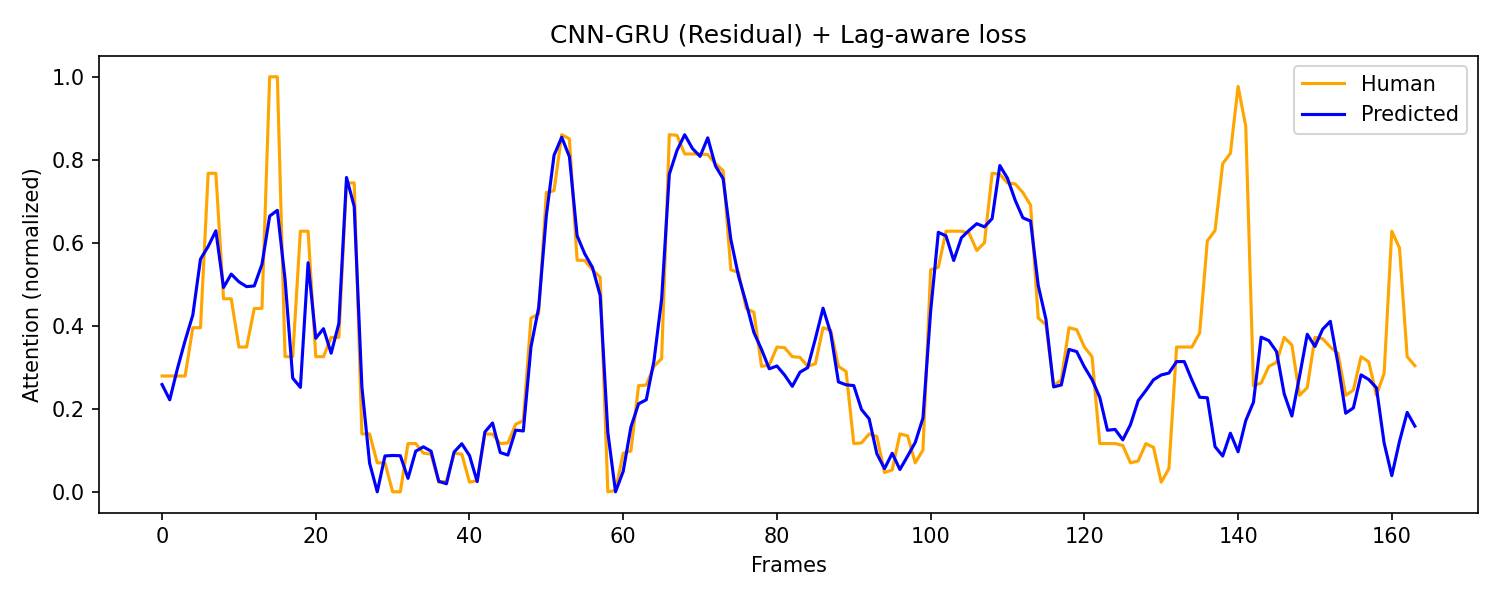 CNN-GRU (Residual) + Lag-aware loss
Human
Predicted
Attention (normalized)
1.0
0.8
0.6
0.4
0.2
0.0
0 20 40 60 80 100 120 140 160
Frames